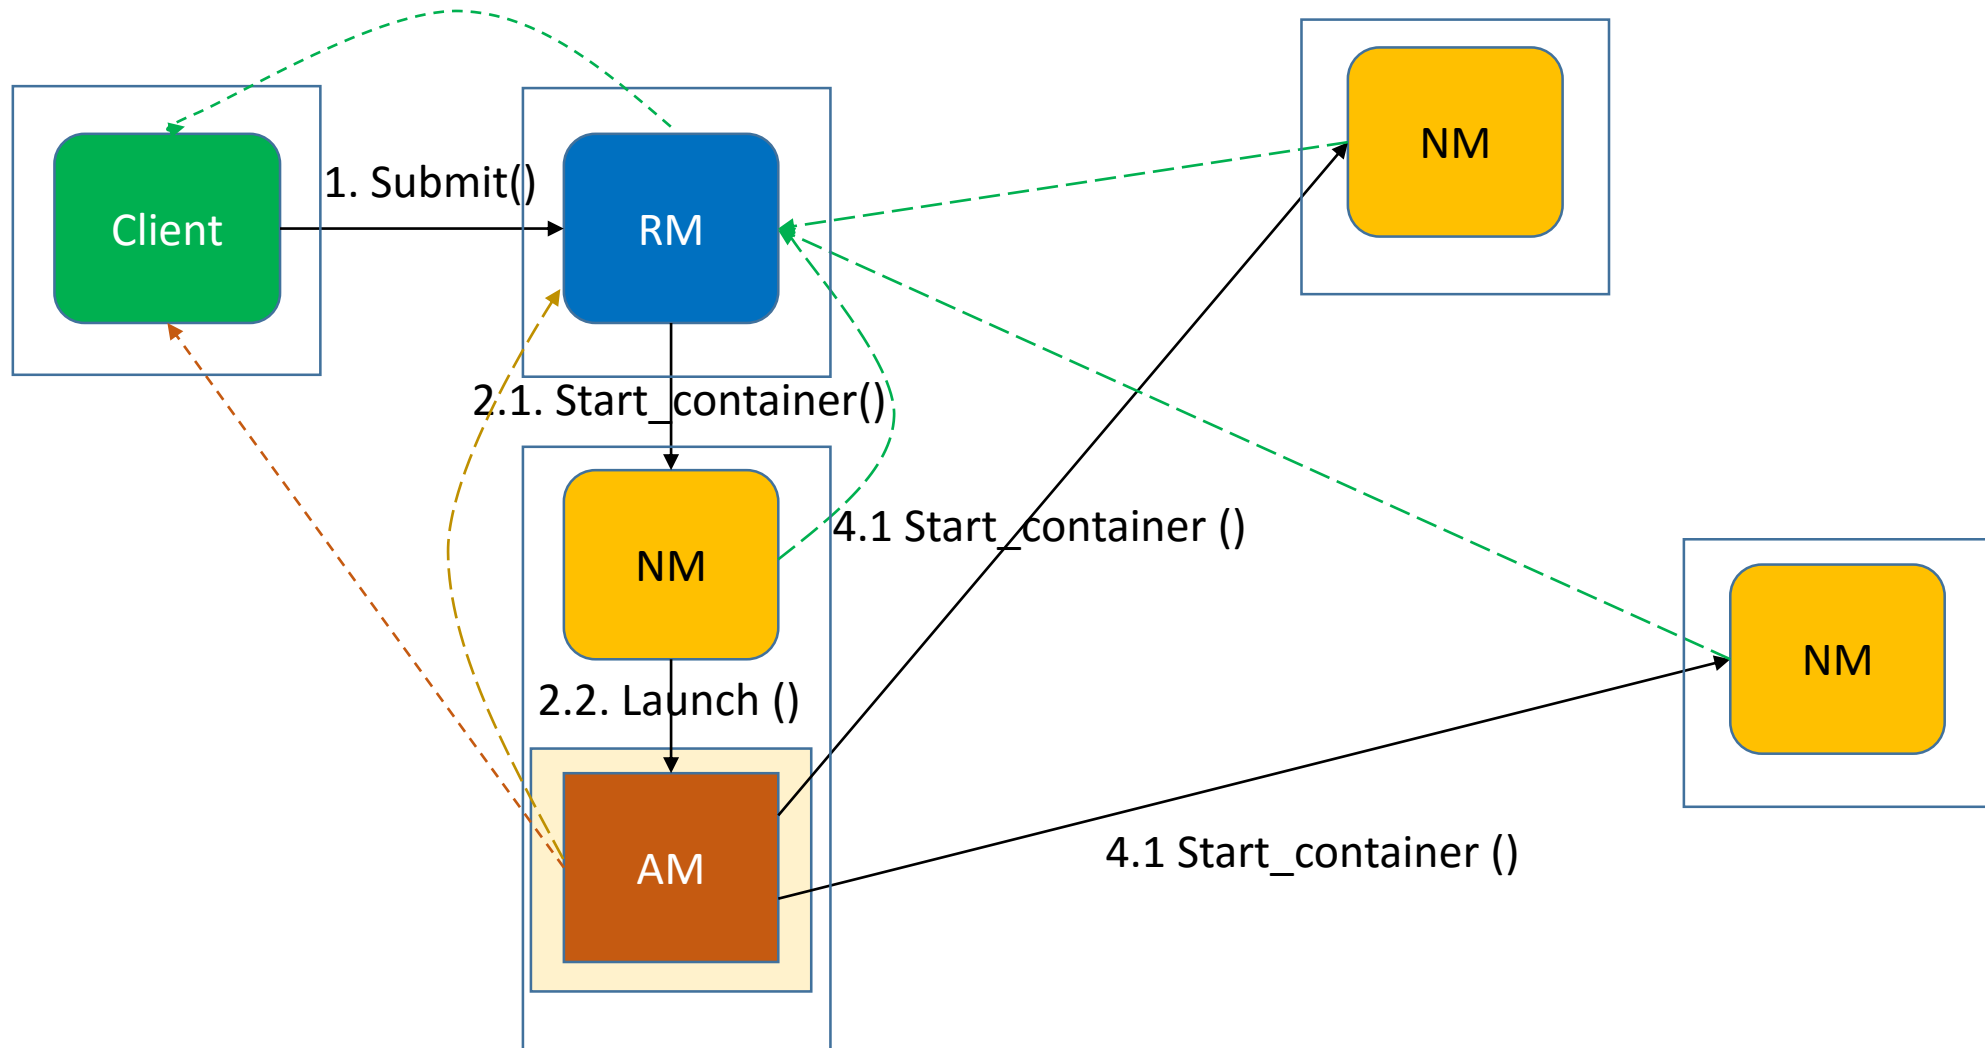 NM
Client
1. Submit()
RM
2.1. Start_container()
4.1 Start_container ()
NM
NM
2.2. Launch ()
4.1 Start_container ()
AM